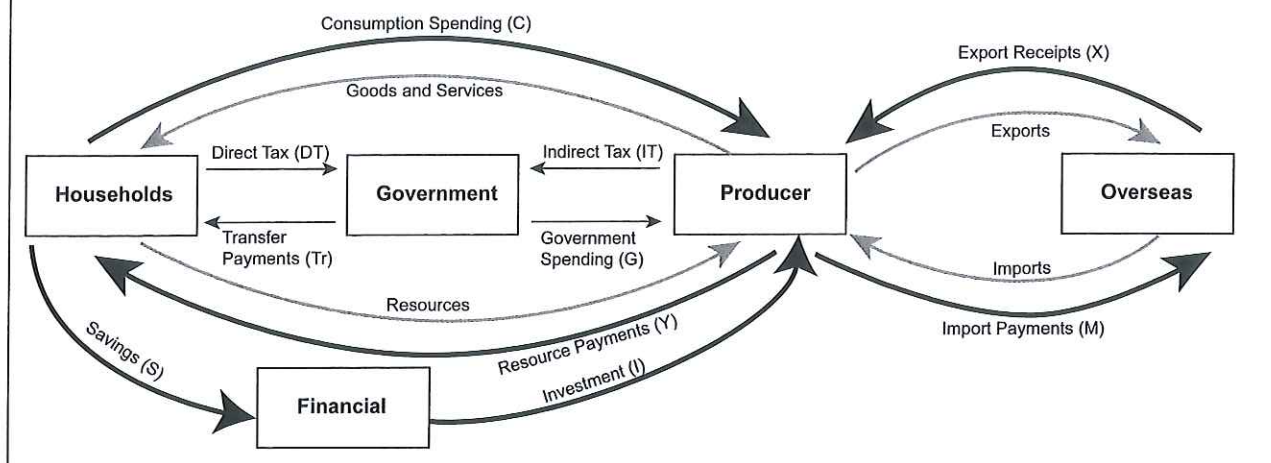 Consumption Spending (C)
Export Receipts (X)
Goods and Services
Exports
Direct Tax (DT)
Indirect Tax (IT)
Households
Government
Producer
Overseas
Transfer
Payments (Tr)
Government
Spending (G)
Imports
Resources
Import Payments (M)
Savings (S)
Resource Payments (Y)
Investment (I)
Financial